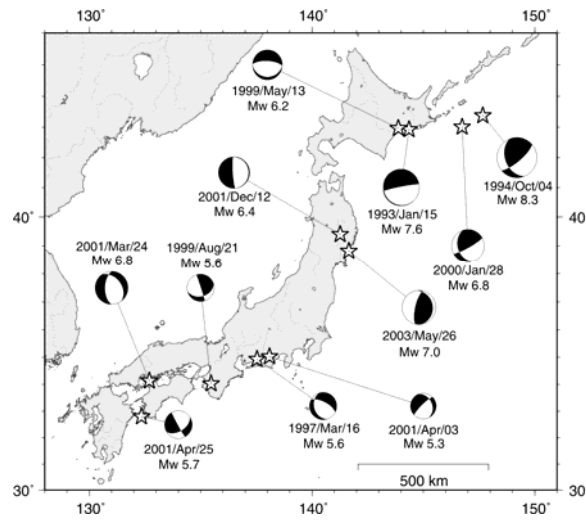 130˚ 140˚ 150˚
1999/May/13
Mw 6.2
2001/Dec/12
Mw 6.4
1993/Jan/15
Mw 7.6
1994/Oct/04
Mw 8.3
40˚ 40˚
2001/Mar/24
Mw 6.8
1999/Aug/21
Mw 5.6
2000/Jan/28
Mw 6.8
2003/May/26
Mw 7.0
1997/Mar/16
Mw 5.6
2001/Apr/03
Mw 5.3
2001/Apr/25
Mw 5.7
500 km
30˚ 30˚
130˚ 140˚ 150˚